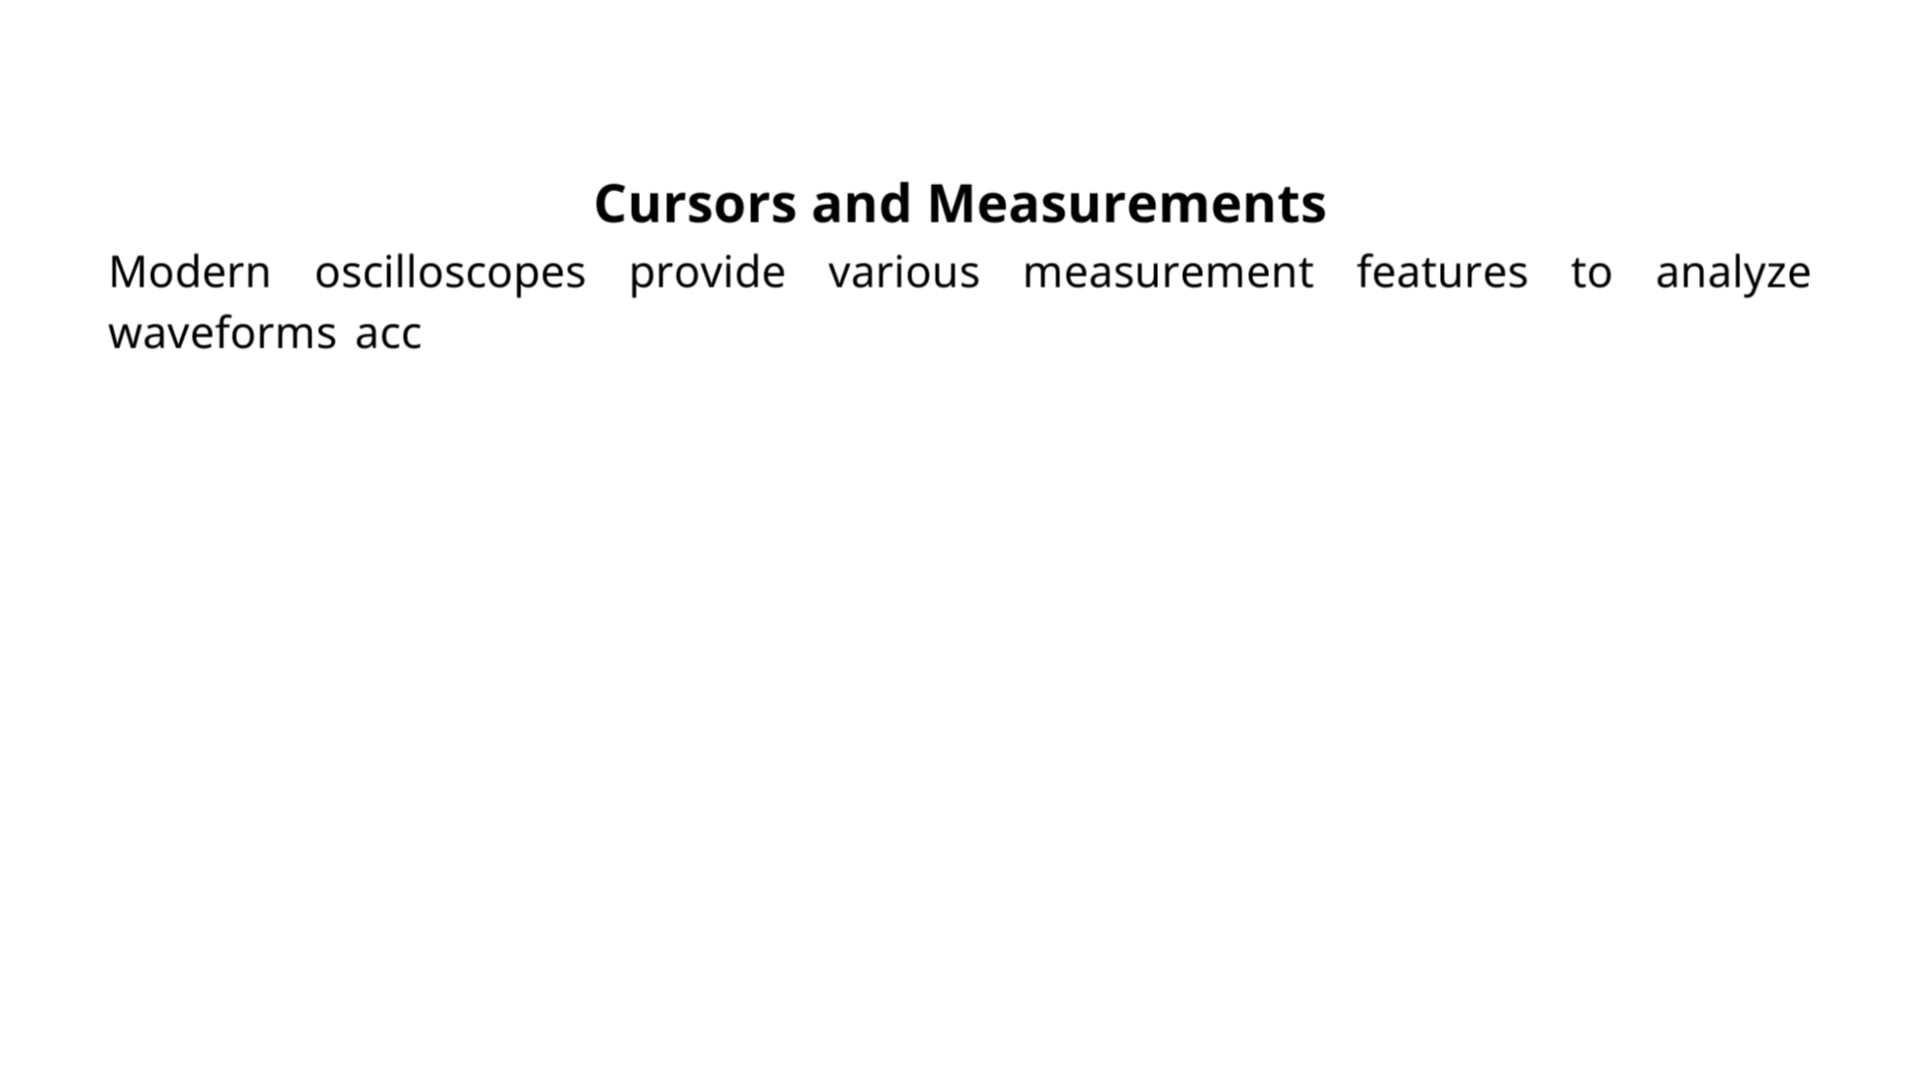 Cursors and Measurements
Modern oscilloscopes provide various measurement features to analyze
waveforms acc